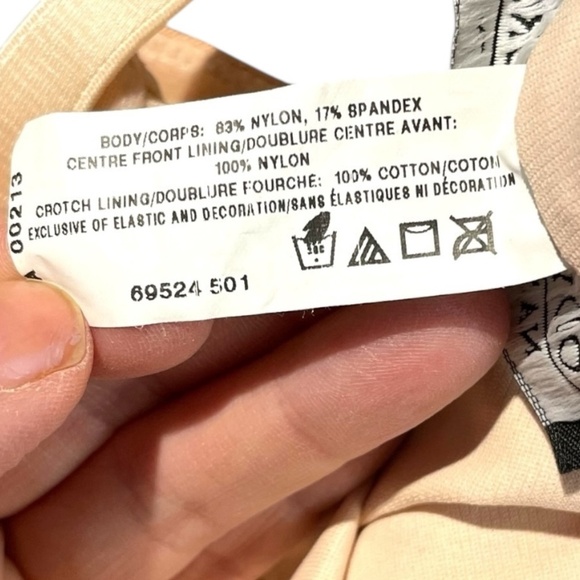 BODY/CORPS: 83% NYLON, 17% SPANDEX
CENTRE FRONT LINING/DOUBLURE CENTRE AVANT:
100% NYLON
CROTCH LINING/DOUBLURE FOURCHE: 100% COTTON/COTON
EXCLUSIVE OF ELASTIC AND DECORATION/SANS ÉLASTIQUES NI DÉCORATION
69524 501
00213